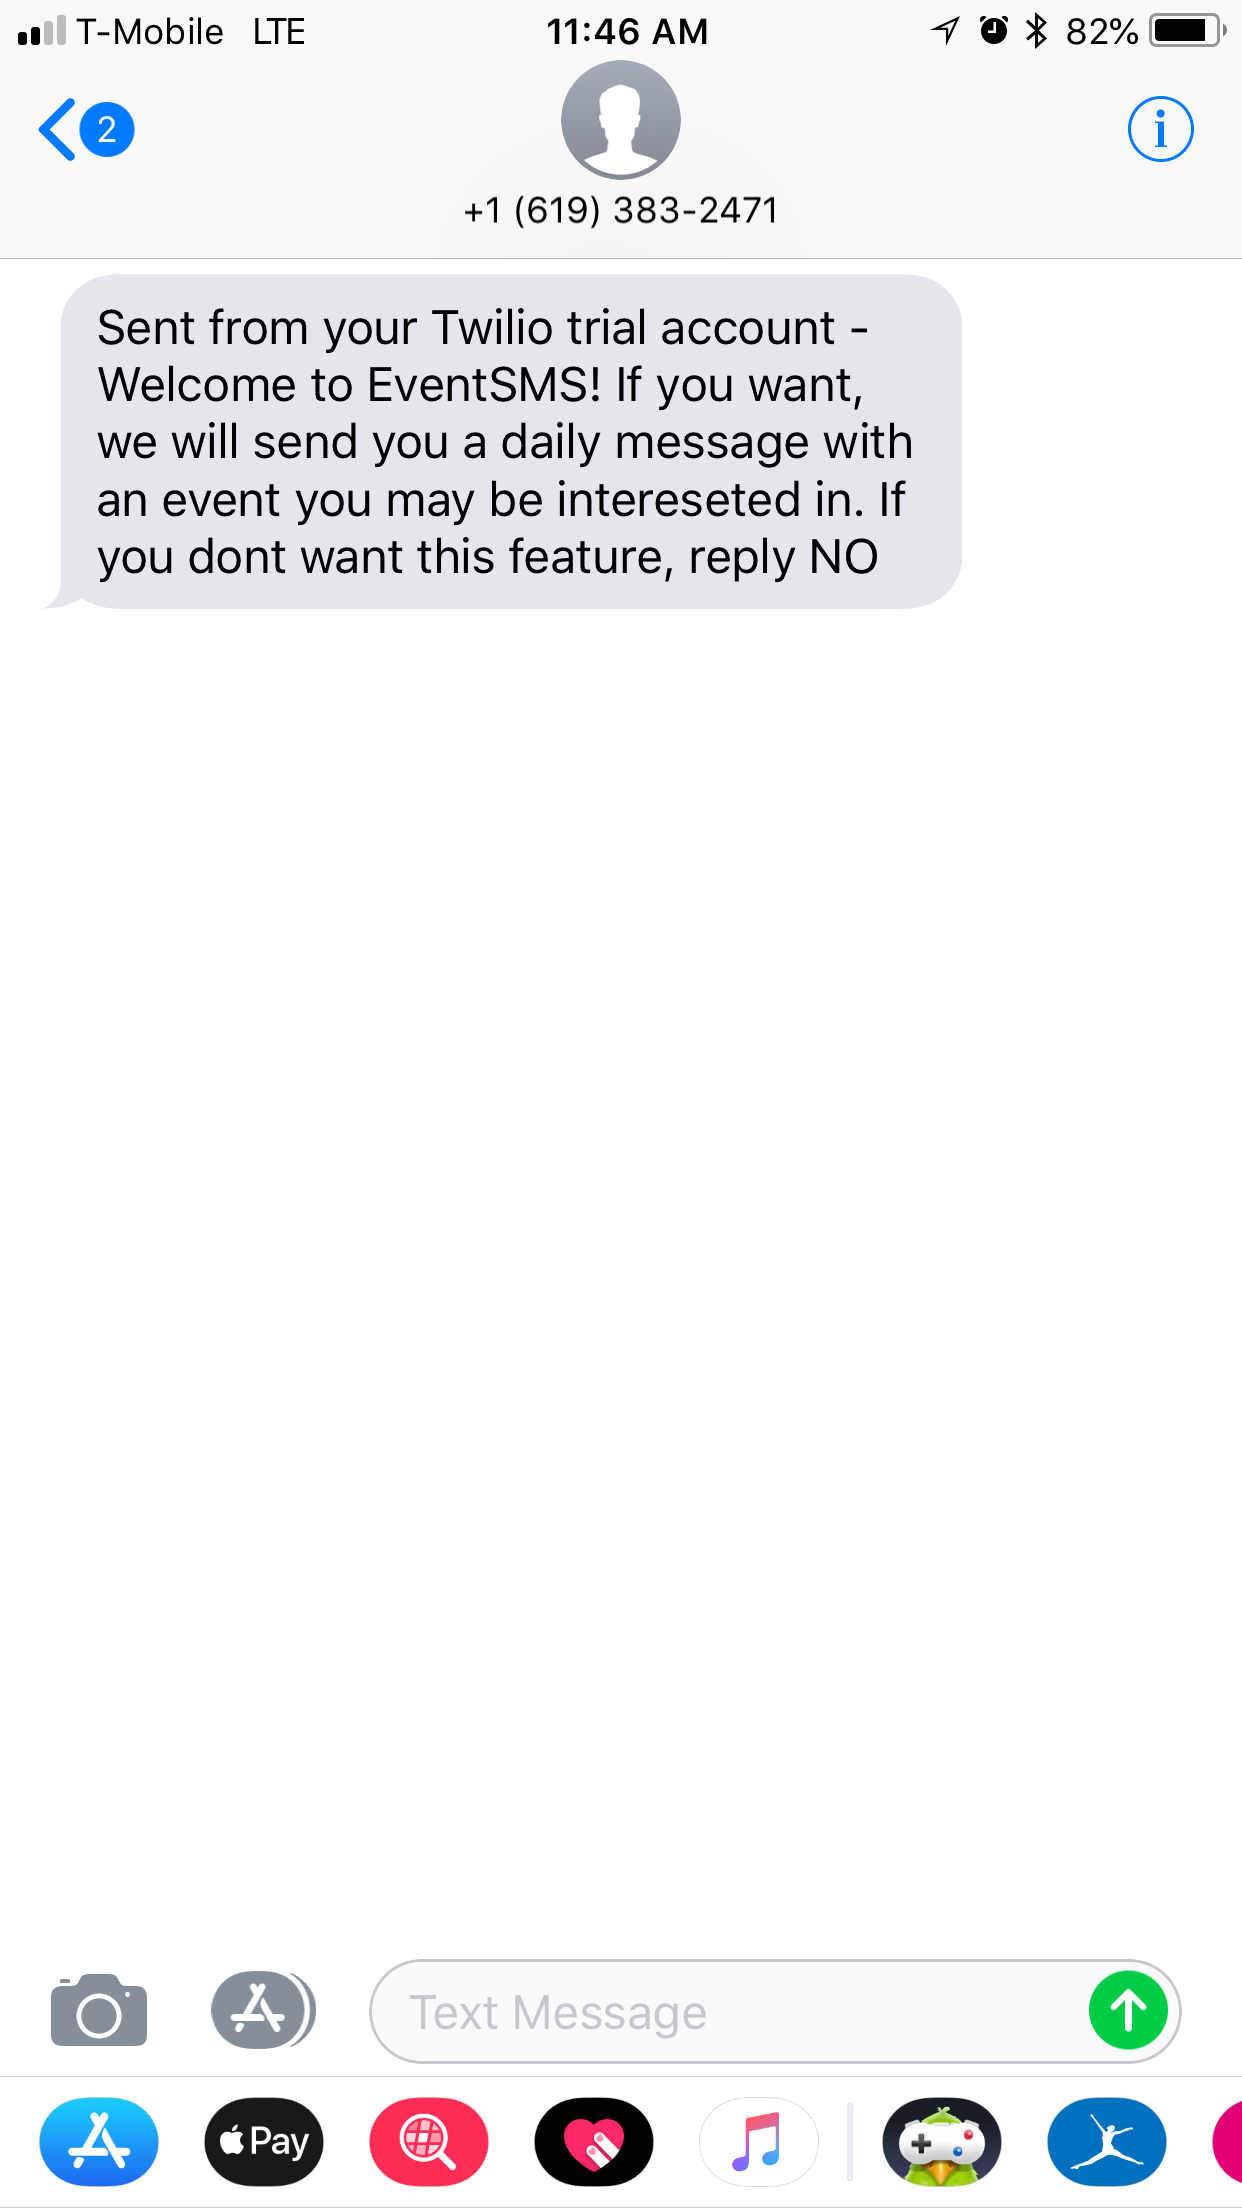 T-Mobile LTE 11:46 AM 82%
2
i
+1 (619) 383-2471
Sent from your Twilio trial account -
Welcome to EventSMS! If you want,
we will send you a daily message with
an event you may be intereseted in. If
you dont want this feature, reply NO
Text Message
Pay